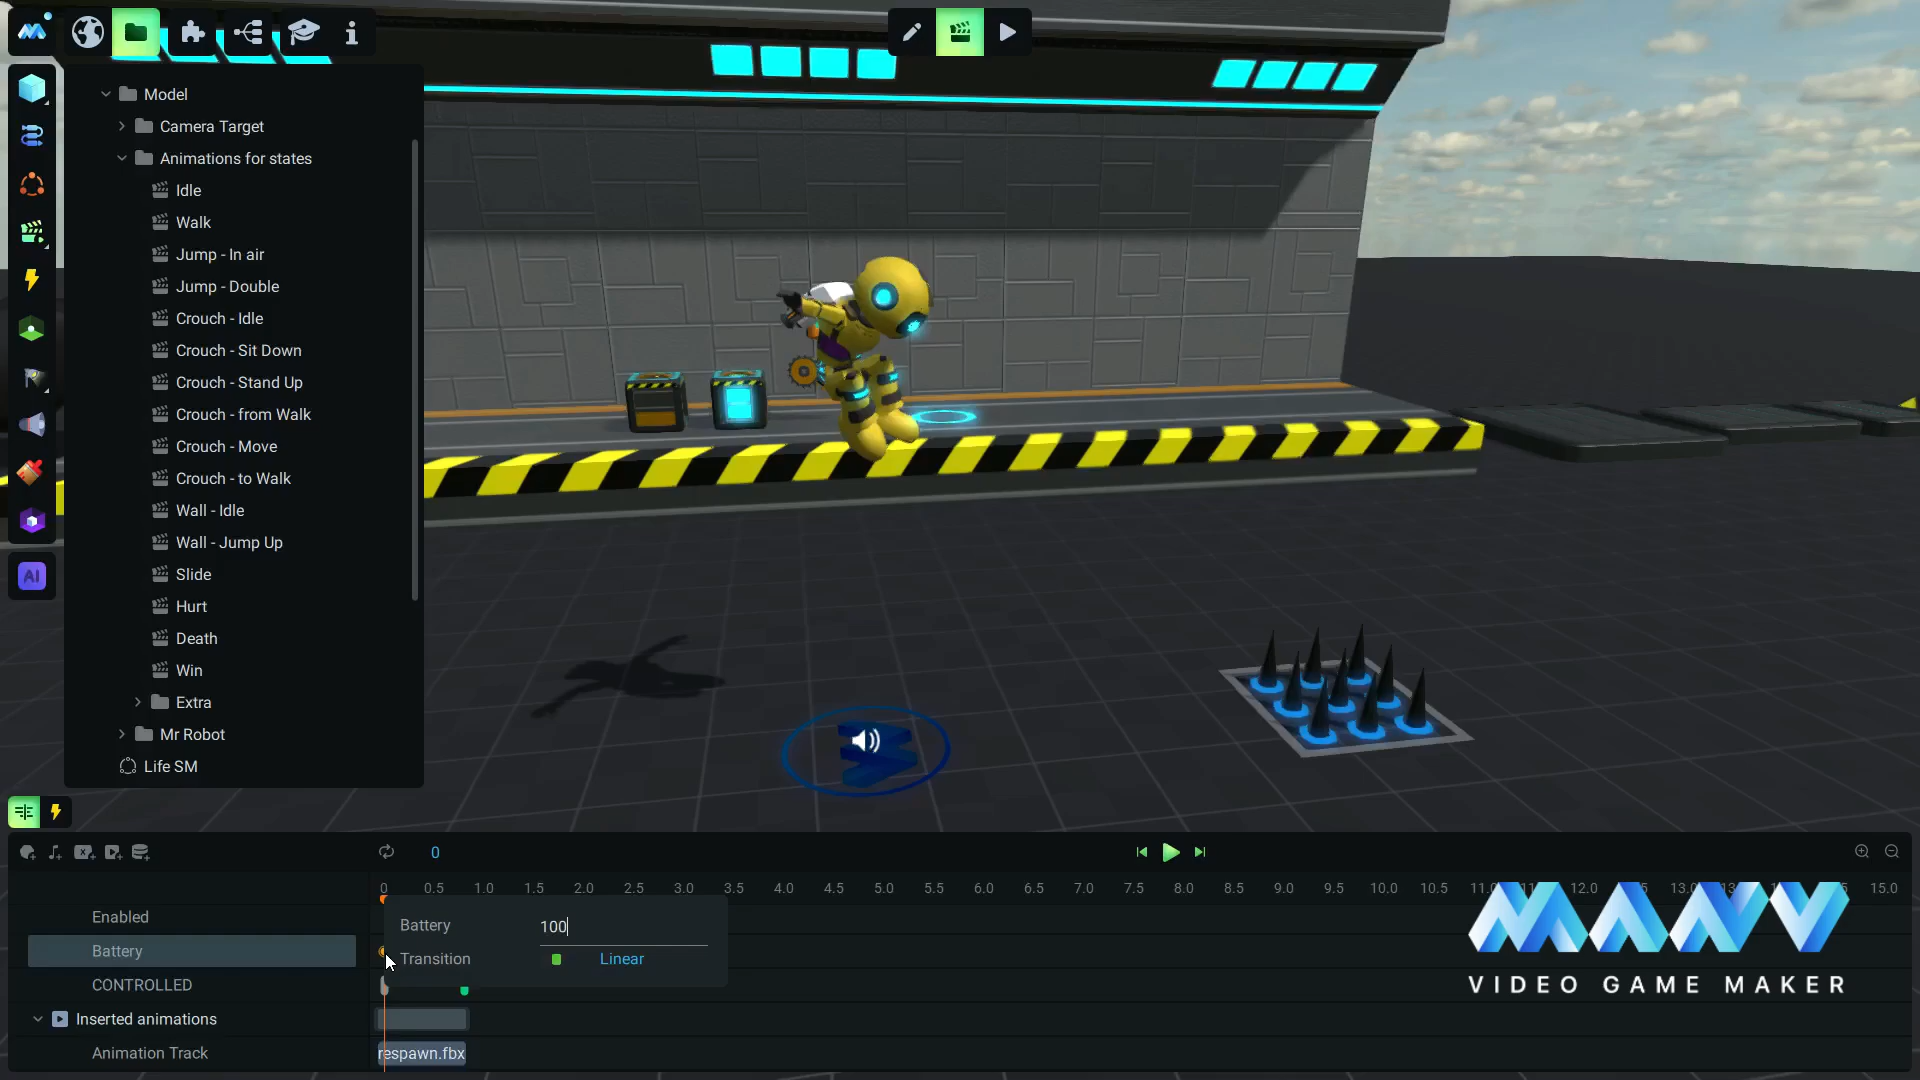 Model
Camera Target
Animations for states
Idle
Walk
Jump - In air
Jump - Double
Crouch - Idle
Crouch - Sit Down
Crouch - Stand Up
Crouch - from Walk
Crouch - Move
Crouch - to Walk
Wall - Idle
Wall - Jump Up
Slide
Hurt
Death
Win
Extra
Mr Robot
Life SM
AI
0
0 0.5 1.0 1.5 2.0 2.5 3.0 3.5 4.0 4.5 5.0 5.5 6.0 6.5 7.0 7.5 8.0 8.5 9.0 9.5 10.0 10.5 11.0 12.0 15.0
Enabled
Battery
CONTROLLED
Inserted animations
Animation Track
Battery 100
Transition Linear
respawn.fbx
MANV
VIDEO GAME MAKER